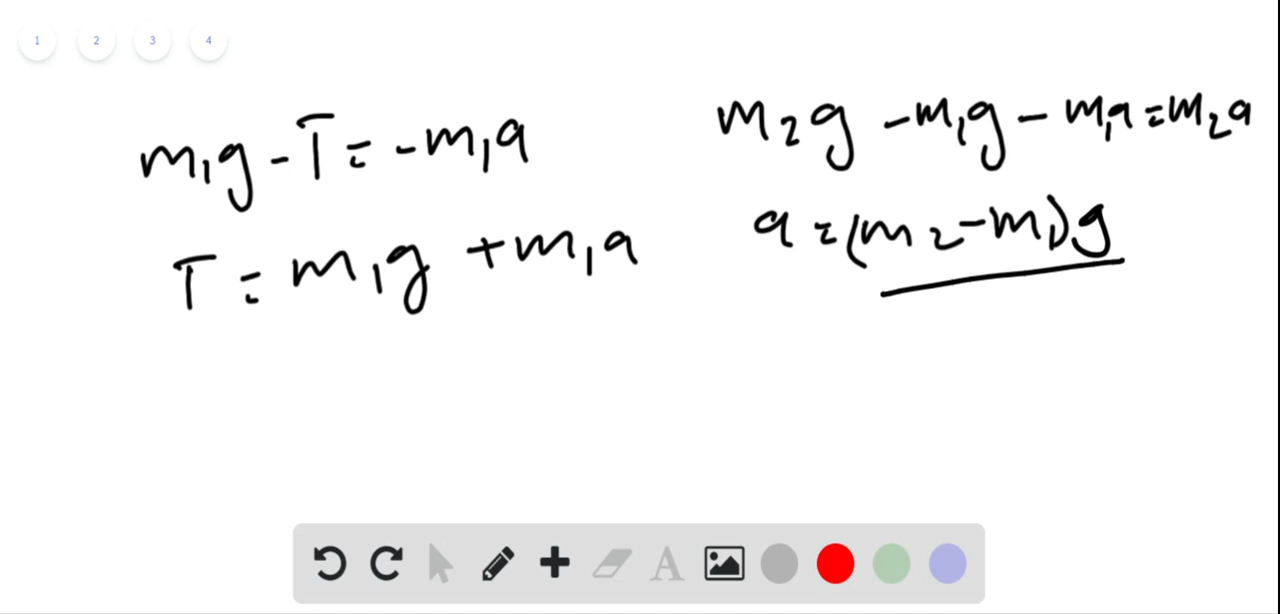 1 2 3 4
m₁g - T = -m₁a
T = m₁g + m₁a
m₂g - m₁g - m₁a = m₂a
a = (m₂ - m₁)g
A